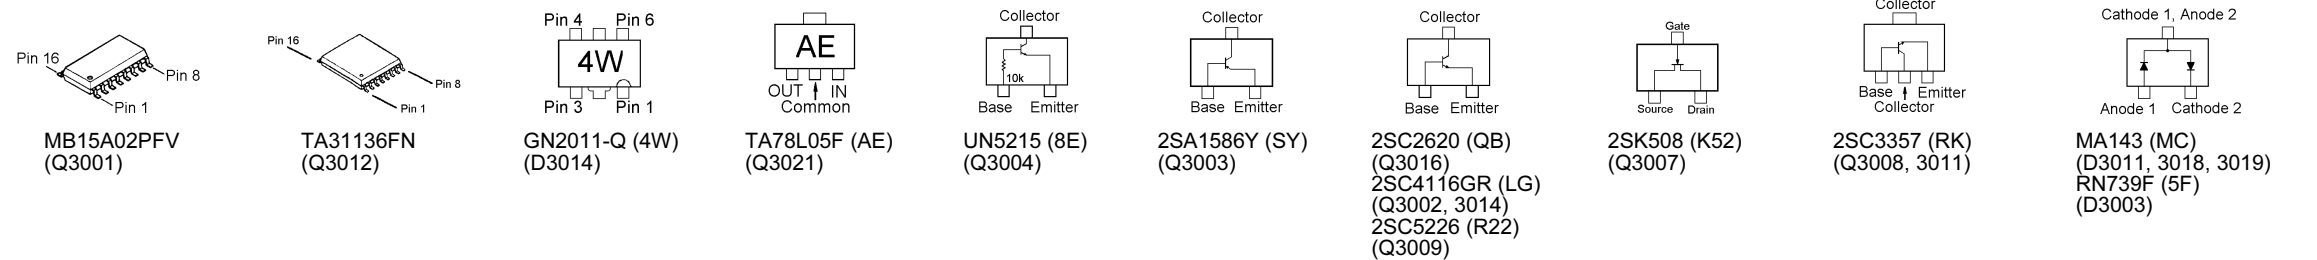 Pin 16
Pin 8
Pin 1
MB15A02PFV
(Q3001)
Pin 16
Pin 8
Pin 1
TA31136FN
(Q3012)
Pin 4 Pin 6
4W
Pin 3 Pin 1
GN2011-Q (4W)
(D3014)
AE
OUT IN
Common
TA78L05F (AE)
(Q3021)
Collector
10k
Base Emitter
UN5215 (8E)
(Q3004)
Collector
Base Emitter
2SA1586Y (SY)
(Q3003)
Collector
Base Emitter
2SC2620 (QB)
(Q3016)
2SC4116GR (LG)
(Q3002, 3014)
2SC5226 (R22)
(Q3009)
Gate
Source Drain
2SK508 (K52)
(Q3007)
Collector
Base Emitter
Collector
2SC3357 (RK)
(Q3008, 3011)
Cathode 1, Anode 2
Anode 1 Cathode 2
MA143 (MC)
(D3011, 3018, 3019)
RN739F (5F)
(D3003)